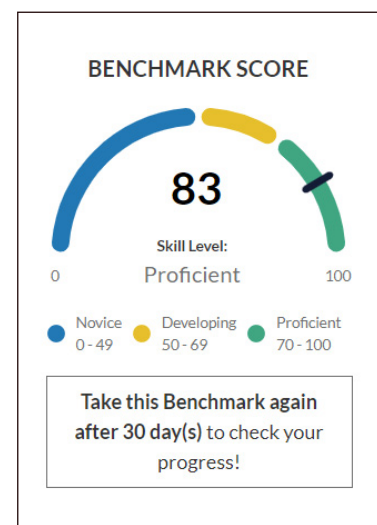 BENCHMARK SCORE
83
Skill Level:
Proficient
0
100
Novice
0 - 49
Developing
50 - 69
Proficient
70 - 100
Take this Benchmark again
after 30 day(s) to check your
progress!